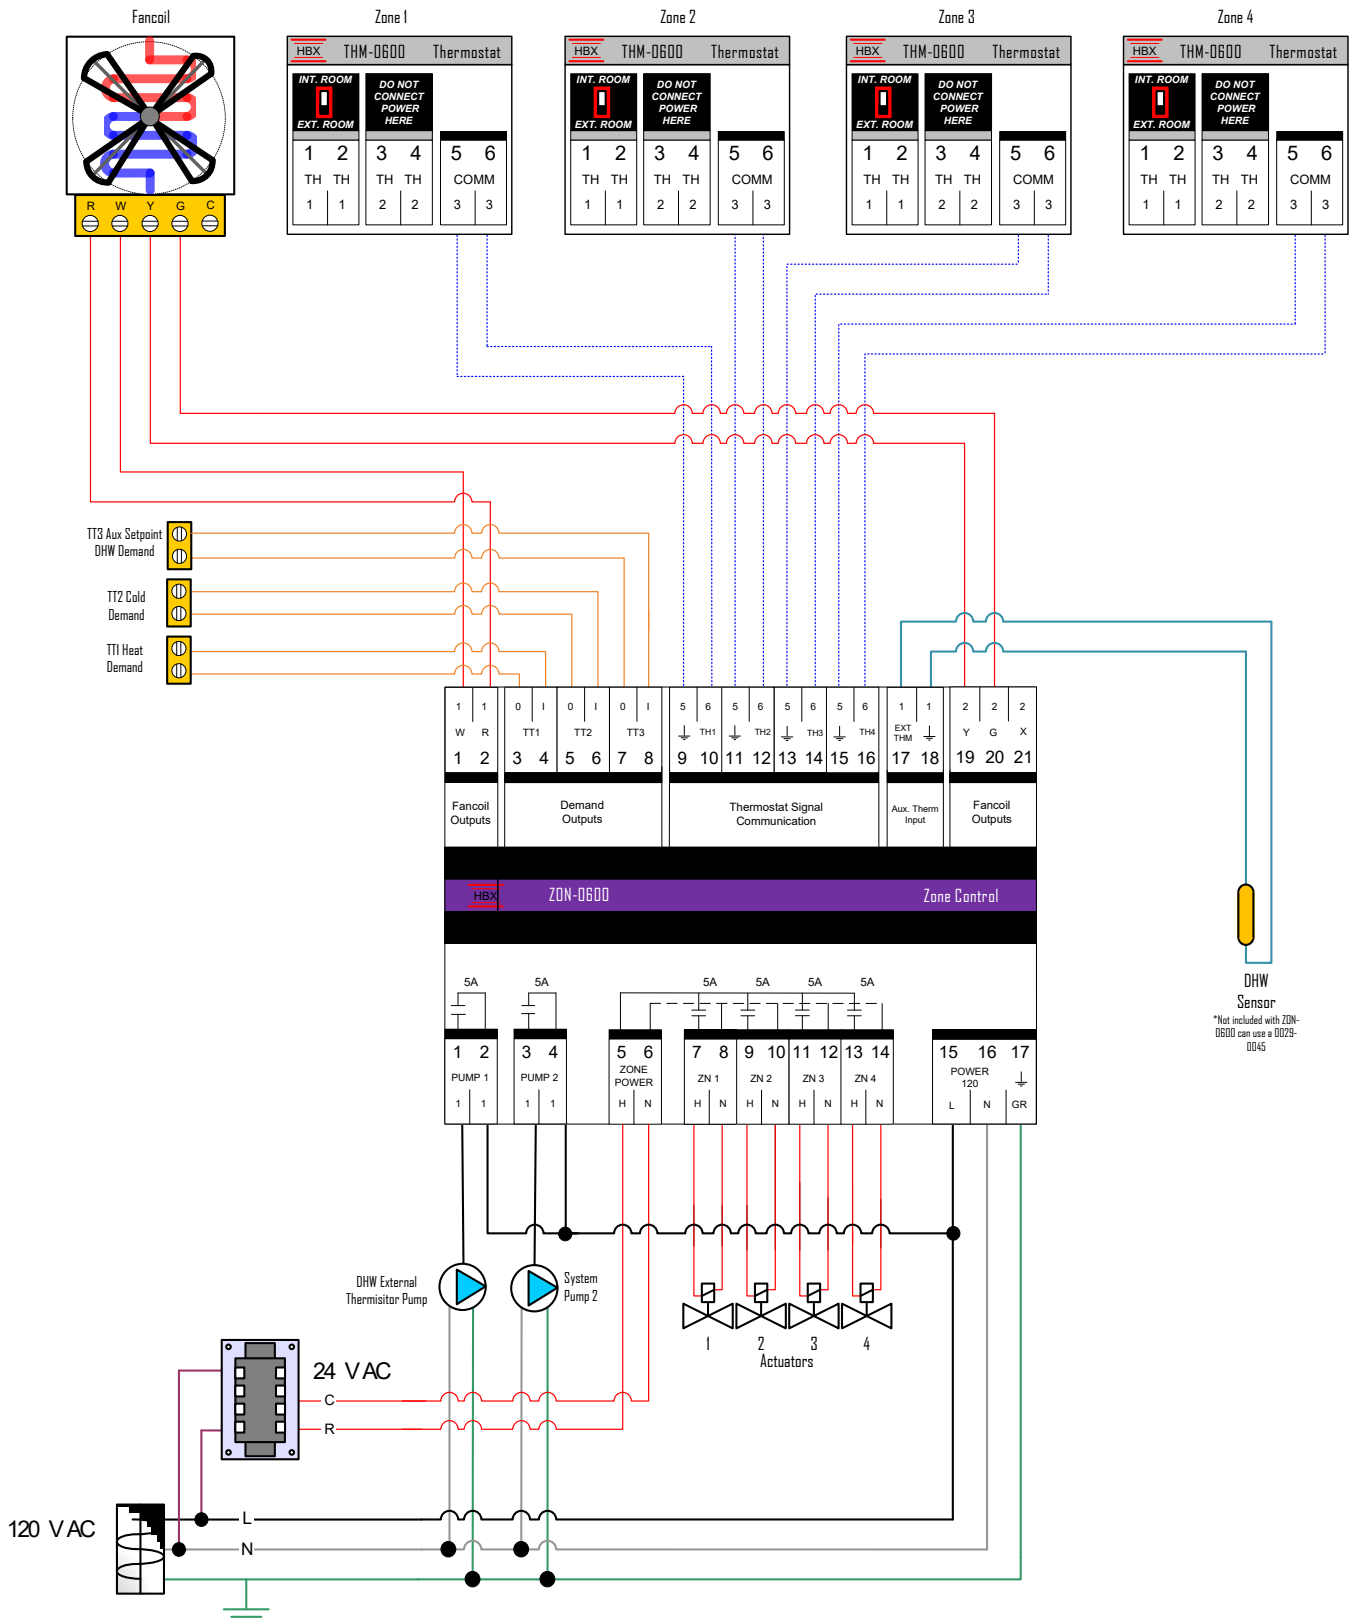 Fancoil Zone 1 Zone 2 Zone 3 Zone 4
HBX THM-0600 Thermostat
INT. ROOM
EXT. ROOM
DO NOT
CONNECT
POWER
HERE
1 2 3 4 5 6
TH TH TH TH COMM
1 1 2 2 3 3
HBX THM-0600 Thermostat
INT. ROOM
EXT. ROOM
DO NOT
CONNECT
POWER
HERE
1 2 3 4 5 6
TH TH TH TH COMM
1 1 2 2 3 3
HBX THM-0600 Thermostat
INT. ROOM
EXT. ROOM
DO NOT
CONNECT
POWER
HERE
1 2 3 4 5 6
TH TH TH TH COMM
1 1 2 2 3 3
HBX THM-0600 Thermostat
INT. ROOM
EXT. ROOM
DO NOT
CONNECT
POWER
HERE
1 2 3 4 5 6
TH TH TH TH COMM
1 1 2 2 3 3
R W Y G C
TT3 Aux Setpoint
DHW Demand
TT2 Cold
Demand
TT1 Heat
Demand
1 1 0 I 0 I 0 I 5 6 5 6 5 6 5 6 1 1 2 2 2
W R TT1 TT2 TT3 TH1 TH2 TH3 TH4 EXT THM Y G X
1 2 3 4 5 6 7 8 9 10 11 12 13 14 15 16 17 18 19 20 21
Fancoil
Outputs
Demand
Outputs
Thermostat Signal
Communication
Aux. Therm
Input
Fancoil
Outputs
HBX ZON-0600 Zone Control
5A 5A 5A 5A 5A 5A
1 2 3 4 5 6 7 8 9 10 11 12 13 14 15 16 17
PUMP 1 PUMP 2 ZONE POWER ZN 1 ZN 2 ZN 3 ZN 4 POWER 120
1 1 1 1 H N H N H N H N H N L N GR
DHW
Sensor
*Not included with ZON-
0600 can use a 0029-
0045
DHW External
Thermisitor Pump
System
Pump 2
1 2 3 4
Actuators
24 VAC
C
R
120 VAC
L
N